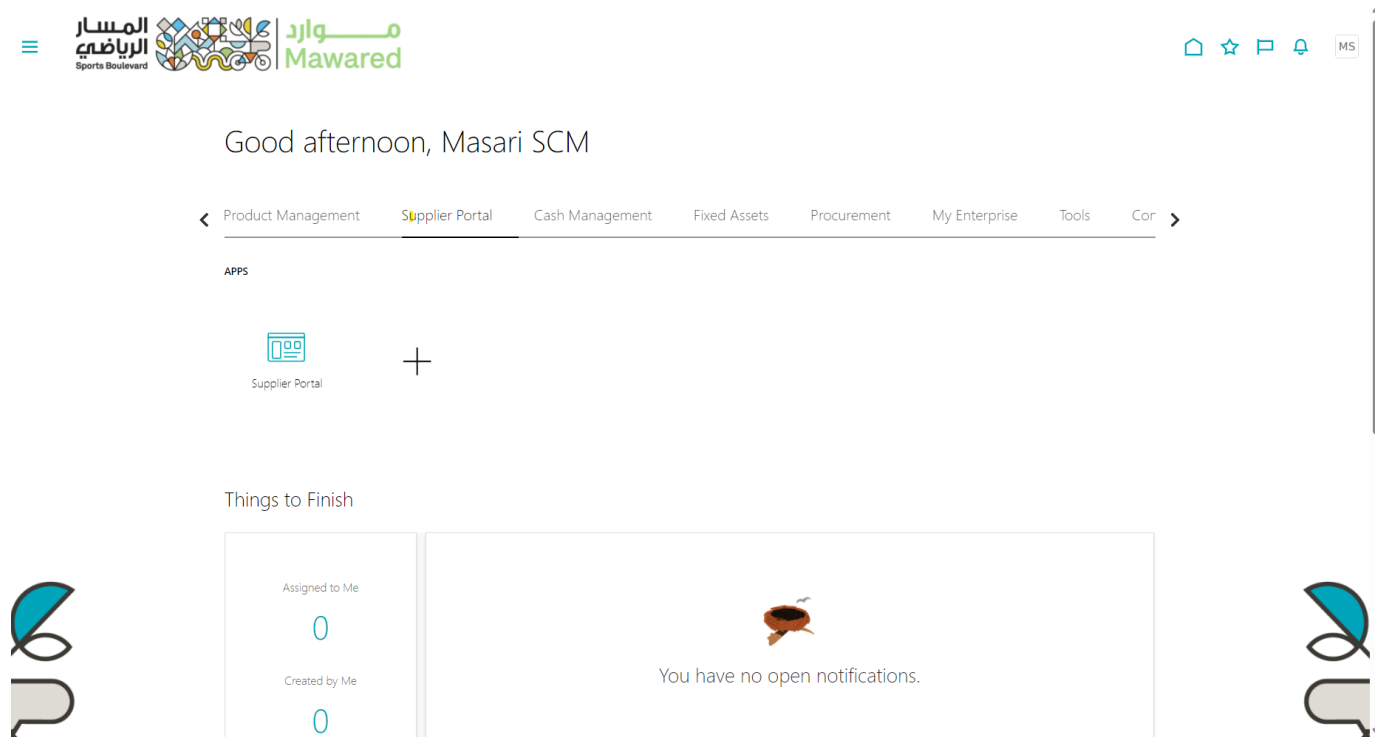 المسار
الرياضي
Sports Boulevard
مــــوارد
Mawared
MS
Good afternoon, Masari SCM
Product Management Supplier Portal Cash Management Fixed Assets Procurement My Enterprise Tools Cor
APPS
Supplier Portal
Things to Finish
Assigned to Me
0
Created by Me
0
You have no open notifications.